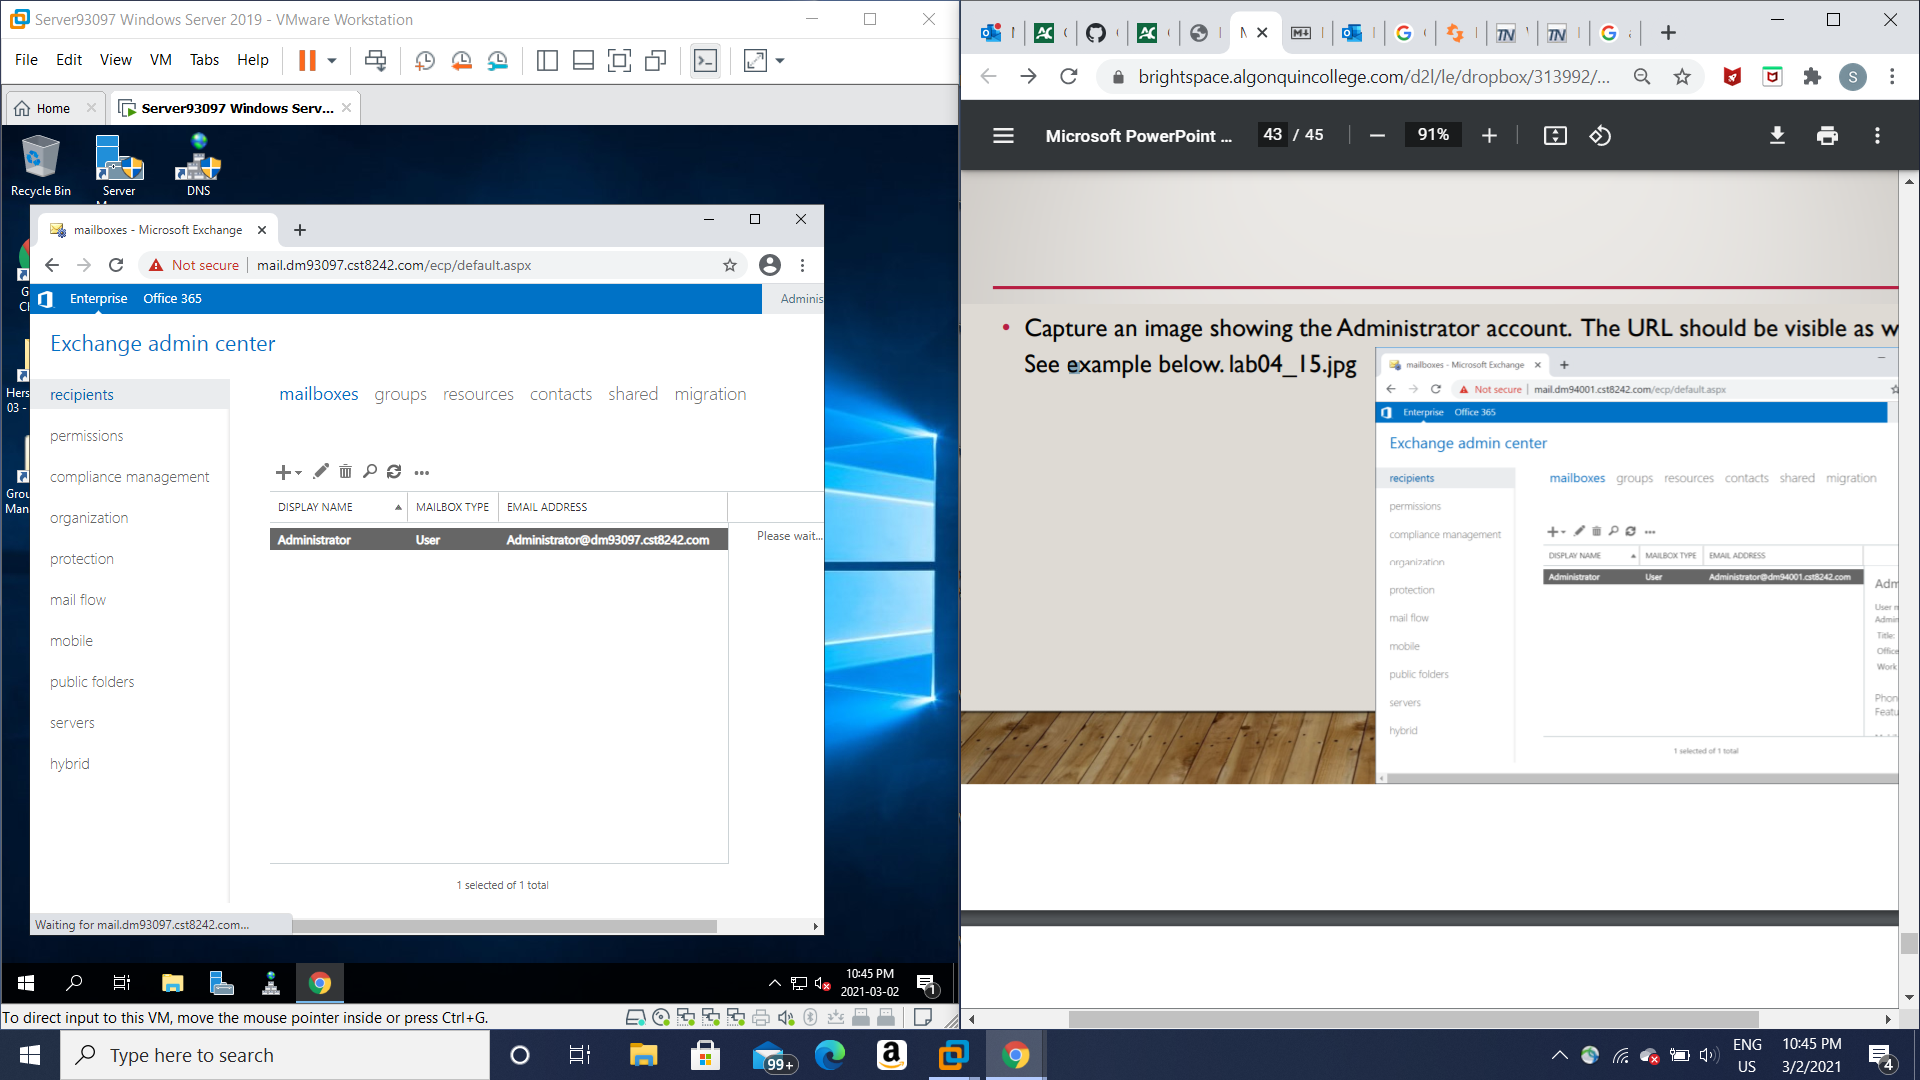 Server93097 Windows Server 2019 - VMware Workstation
File Edit View VM Tabs Help
Home
Server93097 Windows Serv...
Recycle Bin
Server
DNS
mailboxes - Microsoft Exchange
Not secure
mail.dm93097.cst8242.com/ecp/default.aspx
Enterprise
Office 365
Adminis
Exchange admin center
recipients
permissions
compliance management
organization
protection
mail flow
mobile
public folders
servers
hybrid
mailboxes groups resources contacts shared migration
DISPLAY NAME MAILBOX TYPE EMAIL ADDRESS
Administrator User Administrator@dm93097.cst8242.com
Please wait...
1 selected of 1 total
Waiting for mail.dm93097.cst8242.com...
Hers
03 -
Grou
Man
10:45 PM
2021-03-02
1
To direct input to this VM, move the mouse pointer inside or press Ctrl+G.
brightspace.algonquincollege.com/d2l/le/dropbox/313992/...
S
Microsoft PowerPoint ...
43 / 45
91%
• Capture an image showing the Administrator account. The URL should be visible as w
See example below. lab04_15.jpg
mailboxes - Microsoft Exchange
Not secure
mail.dm94001.cst8242.com/ecp/default.aspx
Enterprise
Office 365
Exchange admin center
recipients
permissions
compliance management
organization
protection
mail flow
mobile
public folders
servers
hybrid
mailboxes groups resources contacts shared migration
DISPLAY NAME MAILBOX TYPE EMAIL ADDRESS
Administrator User Administrator@dm94001.cst8242.com
Adm
User m
Admin
Title:
Office
Work
Phon
Featu
1 selected of 1 total
Type here to search
99+
ENG
US
10:45 PM
3/2/2021
4